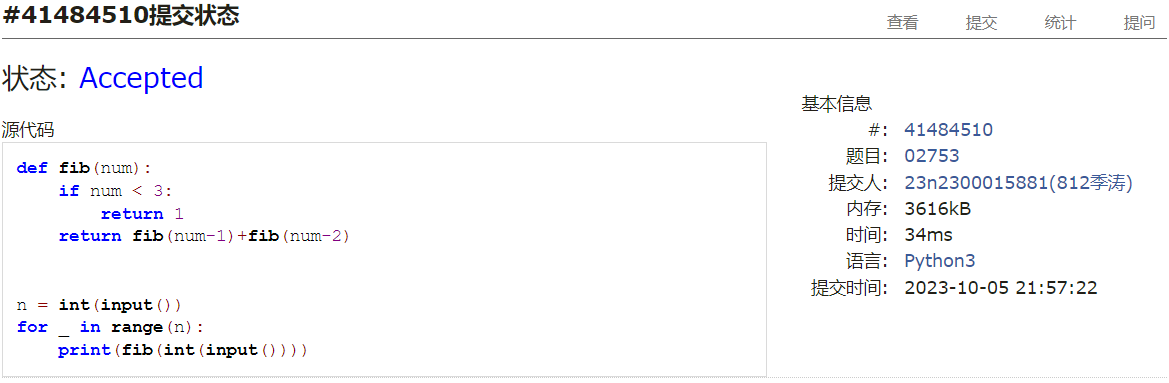 #41484510提交状态
查看 提交 统计 提问
状态: Accepted
源代码
def fib(num):
    if num < 3:
        return 1
    return fib(num-1)+fib(num-2)
n = int(input())
for _ in range(n):
    print(fib(int(input())))
基本信息
#: 41484510
题目: 02753
提交人: 23n2300015881(812季涛)
内存: 3616kB
时间: 34ms
语言: Python3
提交时间: 2023-10-05 21:57:22